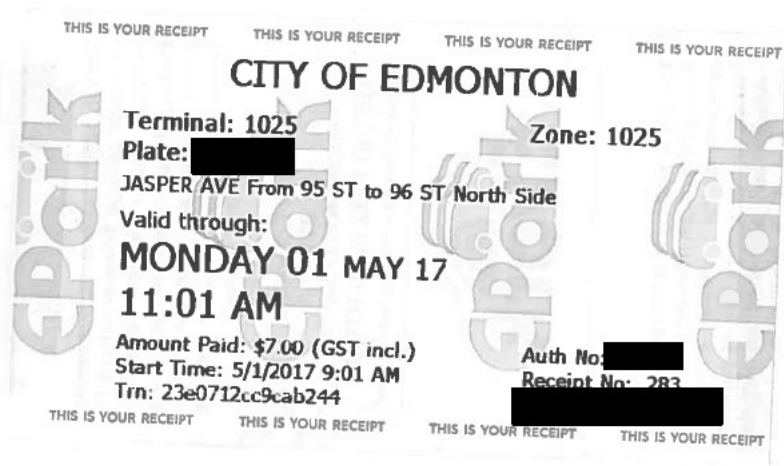 THIS IS YOUR RECEIPT THIS IS YOUR RECEIPT THIS IS YOUR RECEIPT THIS IS YOUR RECEIPT
CITY OF EDMONTON
Terminal: 1025 Zone: 1025
Plate:
JASPER AVE From 95 ST to 96 ST North Side
Valid through:
MONDAY 01 MAY 17
11:01 AM
Amount Paid: $7.00 (GST incl.)
Start Time: 5/1/2017 9:01 AM
Trn: 23e0712cc9cab244
Auth No:
Receipt No: 283
THIS IS YOUR RECEIPT THIS IS YOUR RECEIPT THIS IS YOUR RECEIPT THIS IS YOUR RECEIPT
EPark EPark EPark EPark